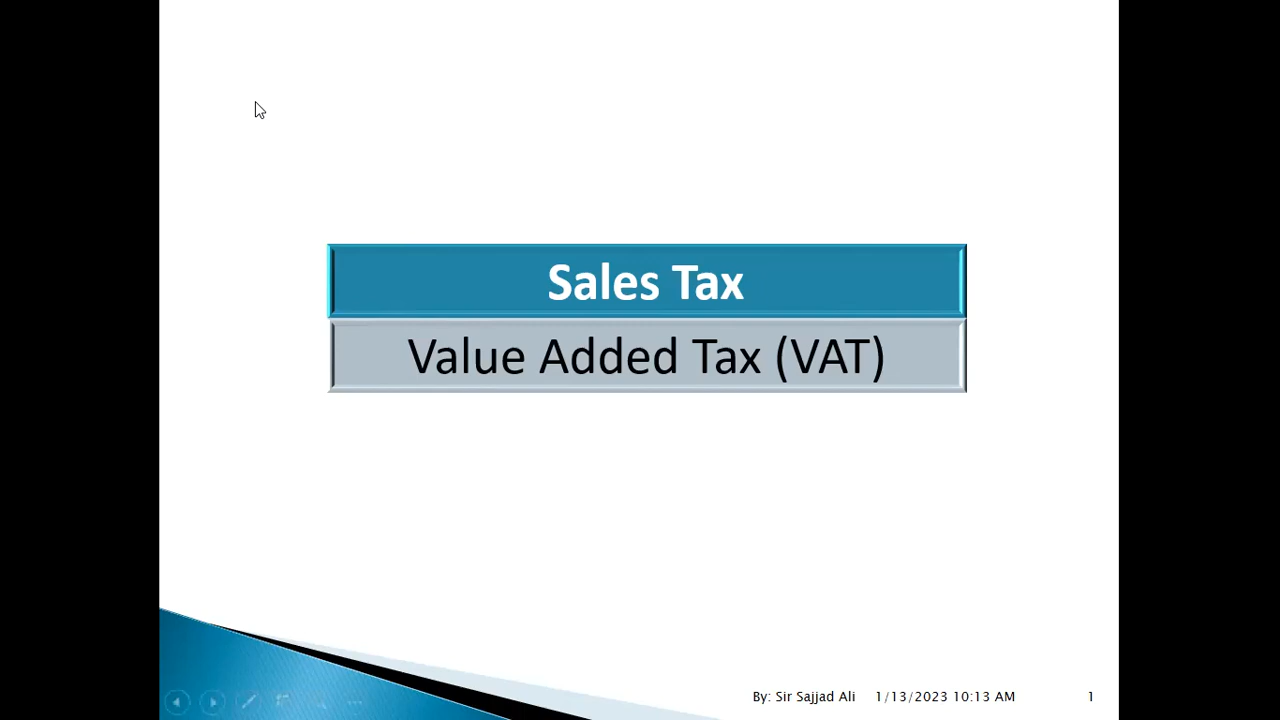 Sales Tax
Value Added Tax (VAT)
By: Sir Sajjad Ali 1/13/2023 10:13 AM 1